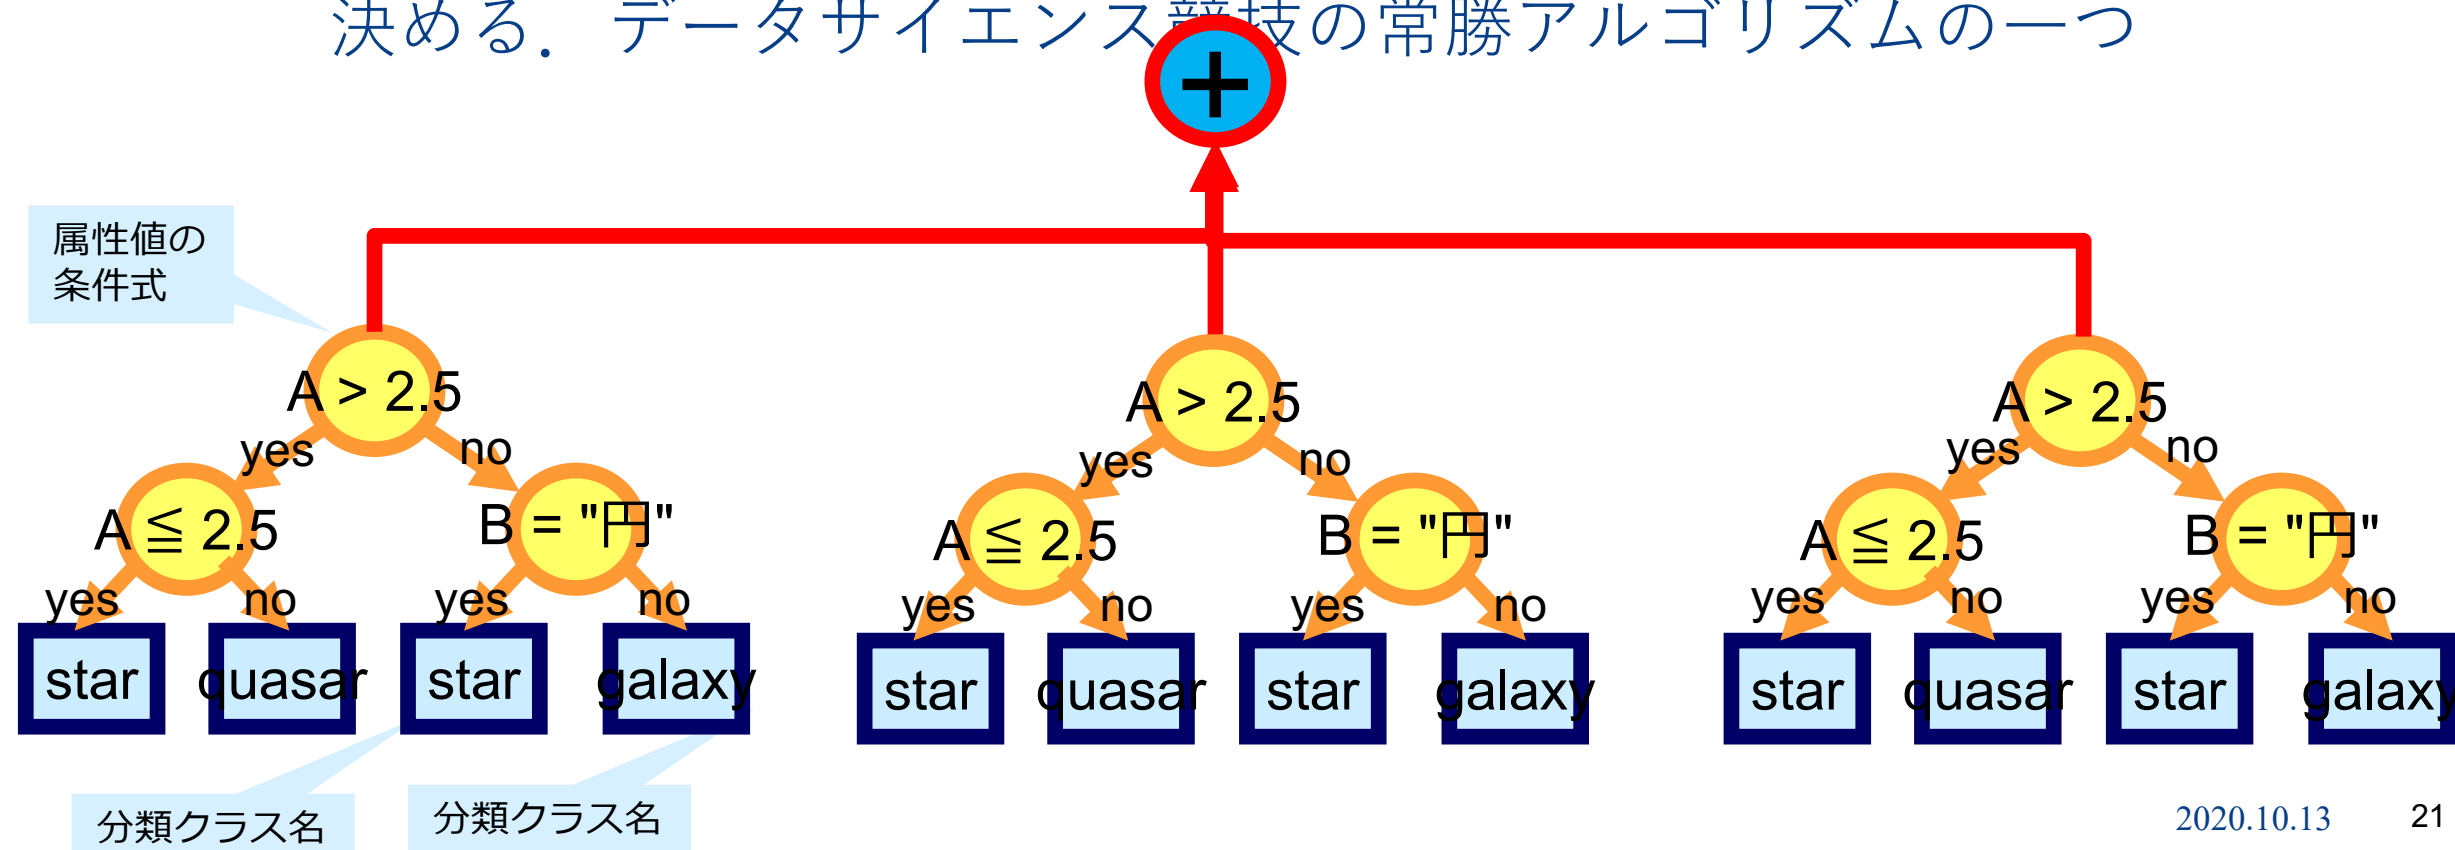 決める．データサイエンス競技の常勝アルゴリズムの一つ
+
属性値の
条件式
A > 2.5
A > 2.5
A > 2.5
yes
no
yes
no
yes
no
A ≦ 2.5
B = "円"
A ≦ 2.5
B = "円"
A ≦ 2.5
B = "円"
yes
no
yes
no
yes
no
yes
no
yes
no
yes
no
star
quasar
star
galaxy
star
quasar
star
galaxy
star
quasar
star
galaxy
分類クラス名
分類クラス名
2020.10.13
21